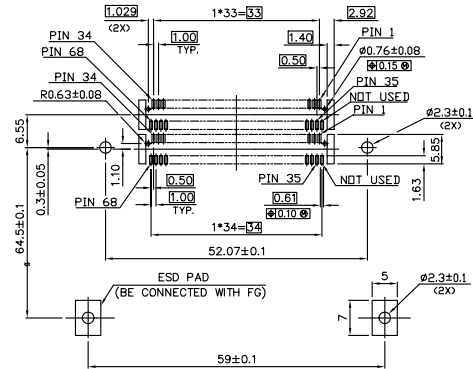 1.029
(2X)
1*33=33
2.92
PIN 34
1.00
TYP.
PIN 1
PIN 68
1.40
Ø0.76±0.08
⌖ 0.15 Ⓜ
PIN 34
0.50
PIN 35
R0.63±0.08
NOT USED
PIN 1
6.55
Ø2.3±0.1
(2X)
5.85
0.3±0.05
1.10
0.50
PIN 35
NOT USED
1.63
PIN 68
1.00
TYP.
0.61
⌖ 0.10 Ⓜ
64.5±0.1
1*34=34
52.07±0.1
ESD PAD
(BE CONNECTED WITH FG)
5
Ø2.3±0.1
(2X)
7
59±0.1